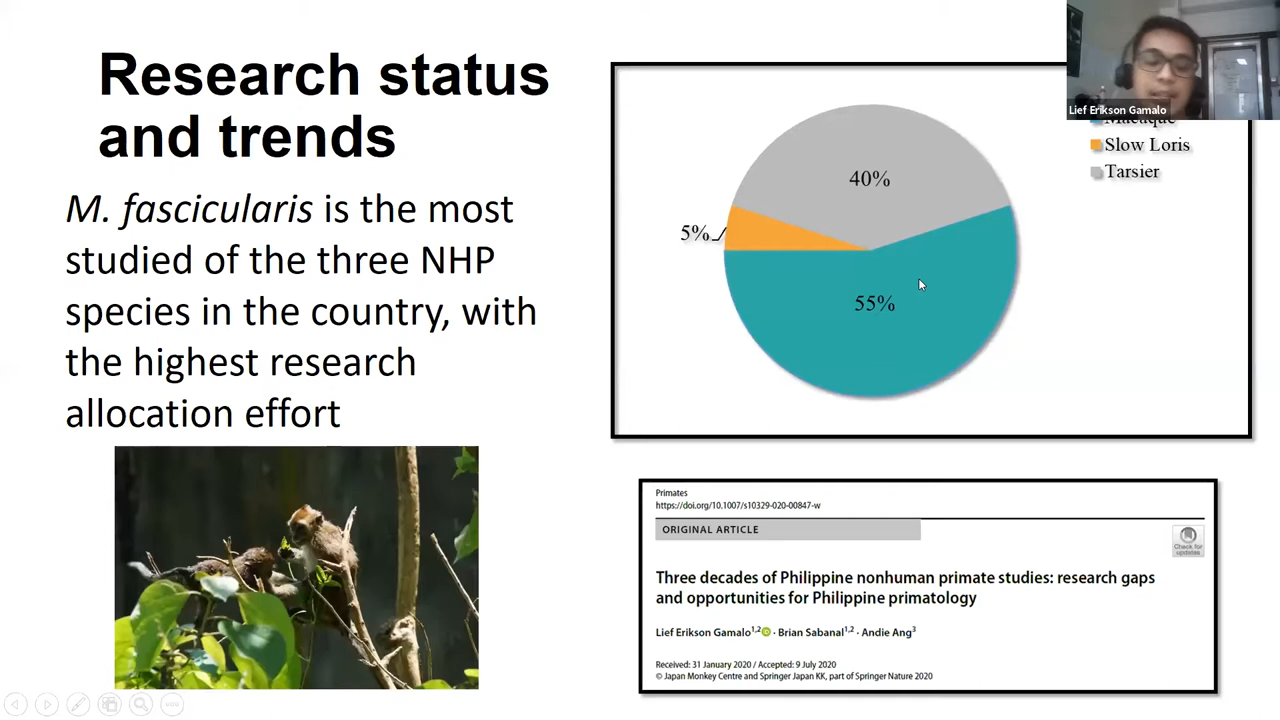 Research status
and trends
M. fascicularis is the most
studied of the three NHP
species in the country, with
the highest research
allocation effort
40%
5%
55%
Lief Erikson Gamalo
Macaque
Slow Loris
Tarsier
Primates
https://doi.org/10.1007/s10329-020-00847-w
ORIGINAL ARTICLE
Check for
updates
Three decades of Philippine nonhuman primate studies: research gaps
and opportunities for Philippine primatology
Lief Erikson Gamalo1,2 · Brian Sabanal1,2 · Andie Ang3
Received: 31 January 2020 / Accepted: 9 July 2020
© Japan Monkey Centre and Springer Japan KK, part of Springer Nature 2020